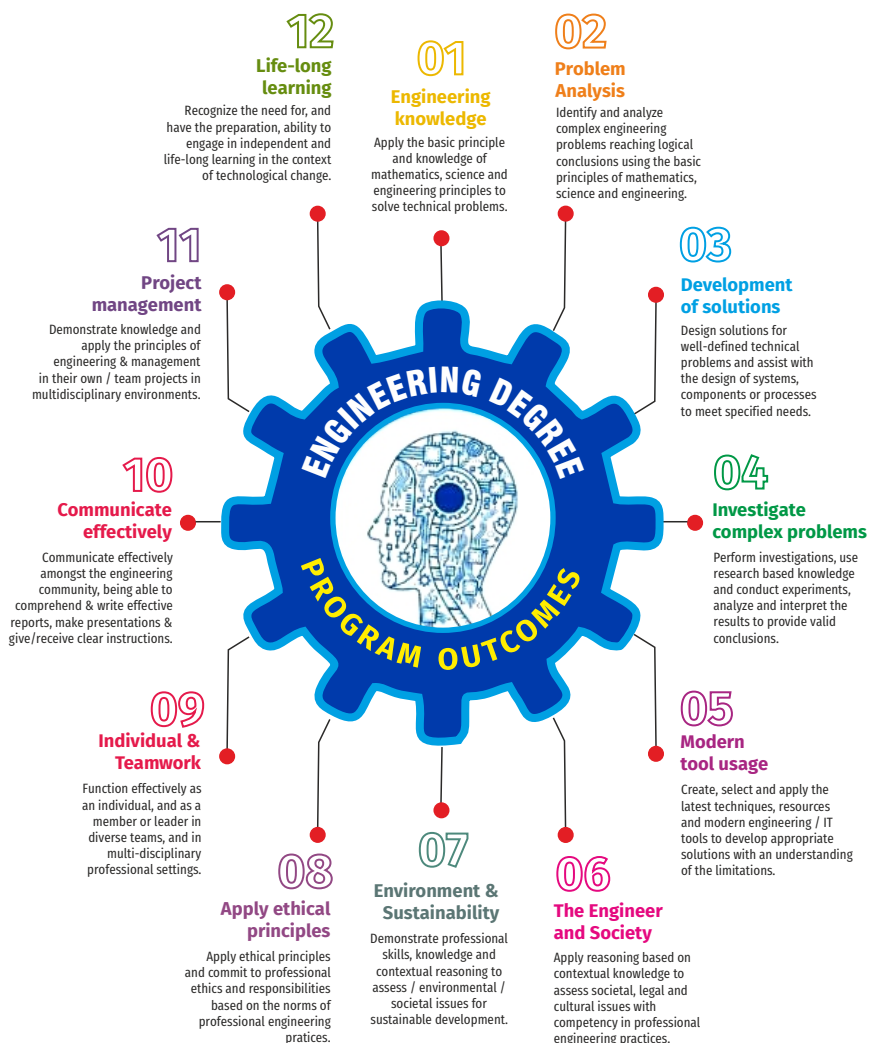 ENGINEERING DEGREE
PROGRAM OUTCOMES
01
Engineering
knowledge
Apply the basic principle
and knowledge of
mathematics, science and
engineering principles to
solve technical problems.
02
Problem
Analysis
Identify and analyze
complex engineering
problems reaching logical
conclusions using the basic
principles of mathematics,
science and engineering.
03
Development
of solutions
Design solutions for
well-defined technical
problems and assist with
the design of systems,
components or processes
to meet specified needs.
04
Investigate
complex problems
Perform investigations, use
research based knowledge
and conduct experiments,
analyze and interpret the
results to provide valid
conclusions.
05
Modern
tool usage
Create, select and apply the
latest techniques, resources
and modern engineering / IT
tools to develop appropriate
solutions with an understanding
of the limitations.
06
The Engineer
and Society
Apply reasoning based on
contextual knowledge to
assess societal, legal and
cultural issues with
competency in professional
engineering practices.
07
Environment &
Sustainability
Demonstrate professional
skills, knowledge and
contextual reasoning to
assess / environmental /
societal issues for
sustainable development.
08
Apply ethical
principles
Apply ethical principles
and commit to professional
ethics and responsibilities
based on the norms of
professional engineering
pratices.
09
Individual &
Teamwork
Function effectively as
an individual, and as a
member or leader in
diverse teams, and in
multi-disciplinary
professional settings.
10
Communicate
effectively
Communicate effectively
amongst the engineering
community, being able to
comprehend & write effective
reports, make presentations &
give/receive clear instructions.
11
Project
management
Demonstrate knowledge and
apply the principles of
engineering & management
in their own / team projects in
multidisciplinary environments.
12
Life-long
learning
Recognize the need for, and
have the preparation, ability to
engage in independent and
life-long learning in the context
of technological change.